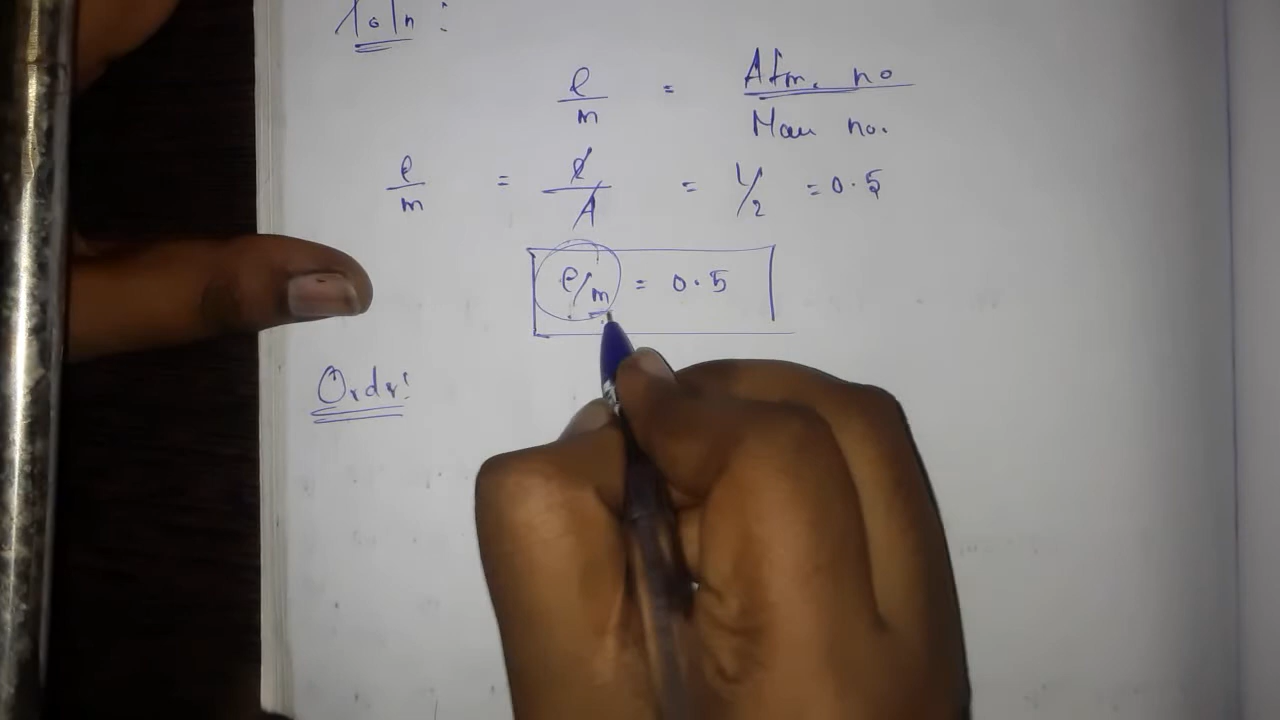 Soln :
e/m = Atm. no / Mass no.
e/m = 2/4 = 1/2 = 0.5
e/m = 0.5
Order: